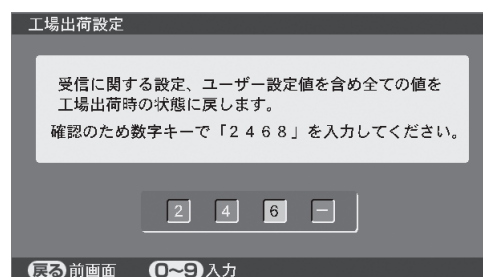 工場出荷設定
受信に関する設定、ユーザー設定値を含め全ての値を
工場出荷時の状態に戻します。
確認のため数字キーで「２４６８」を入力してください。
2 4 6 －
戻る 前画面 0~9 入力